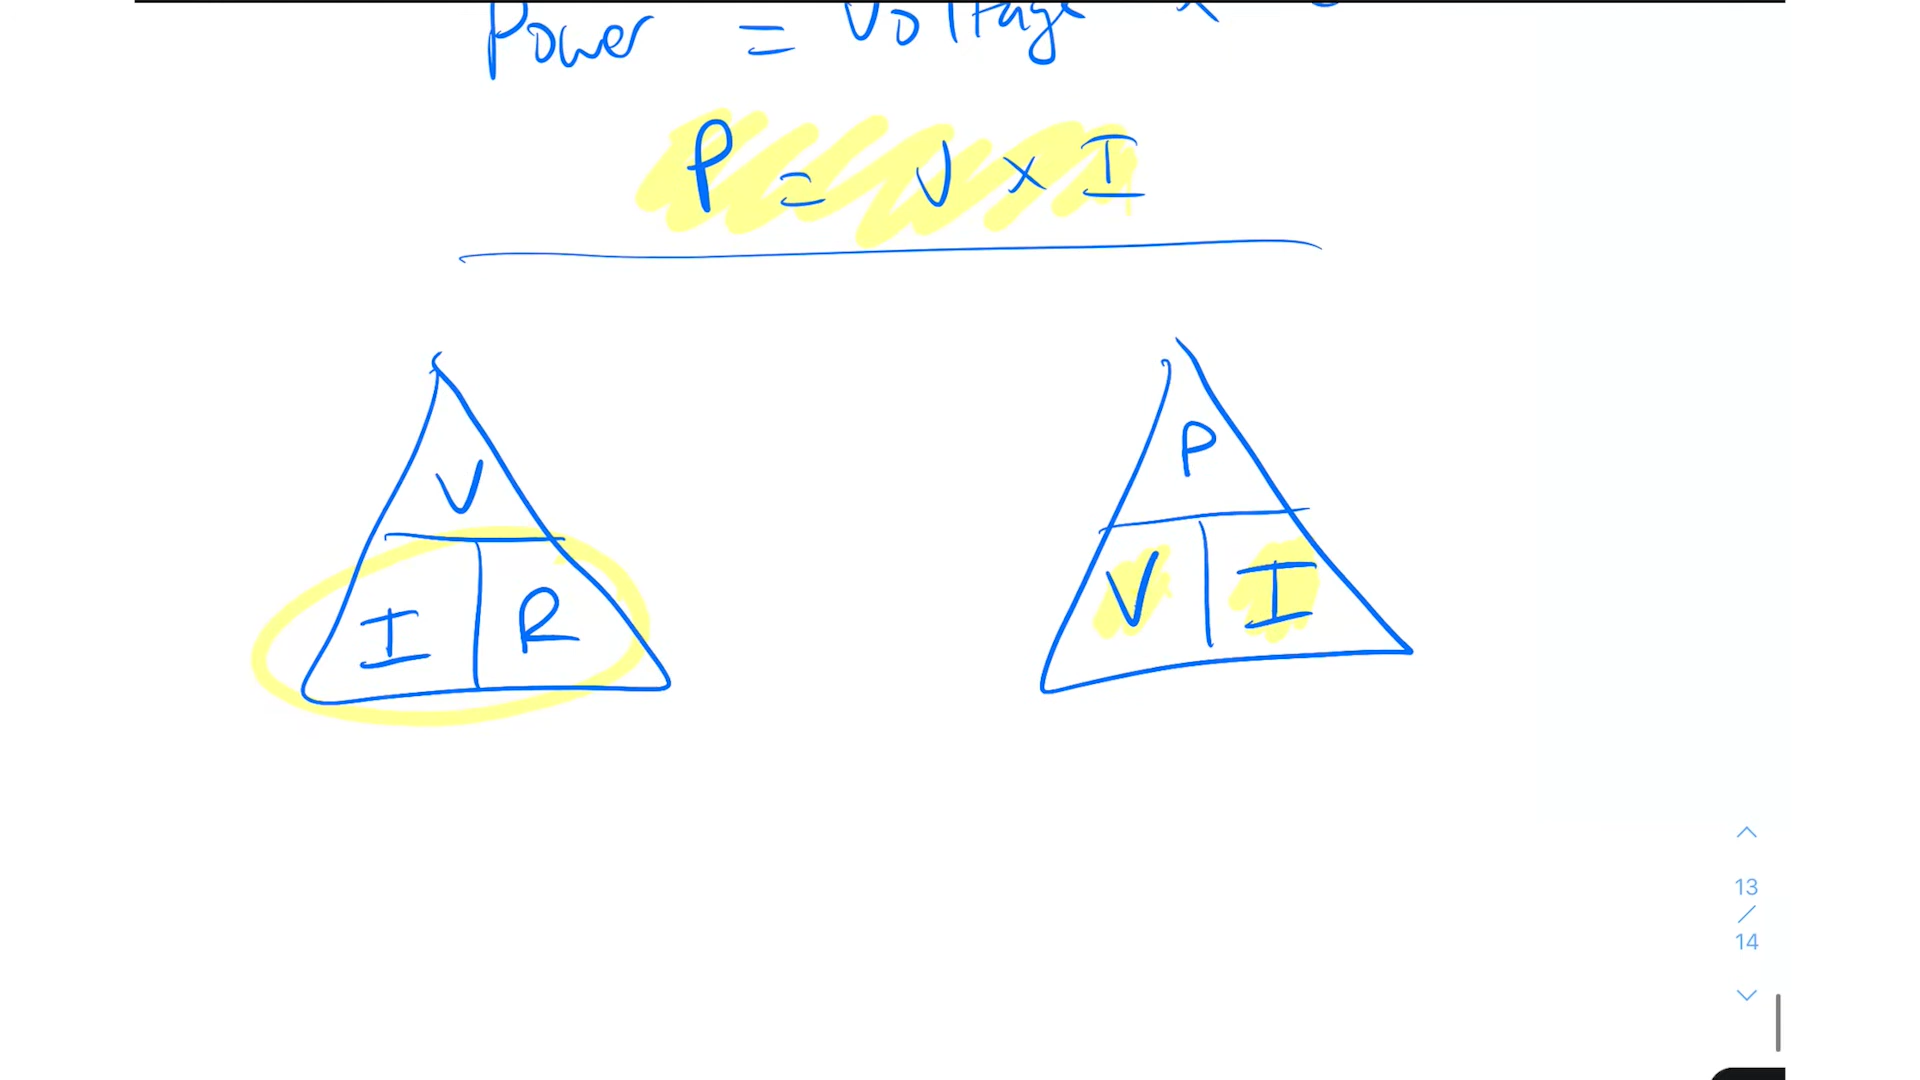 Power = Voltage x
P = V x I
V
I R
P
V I
13
/
14